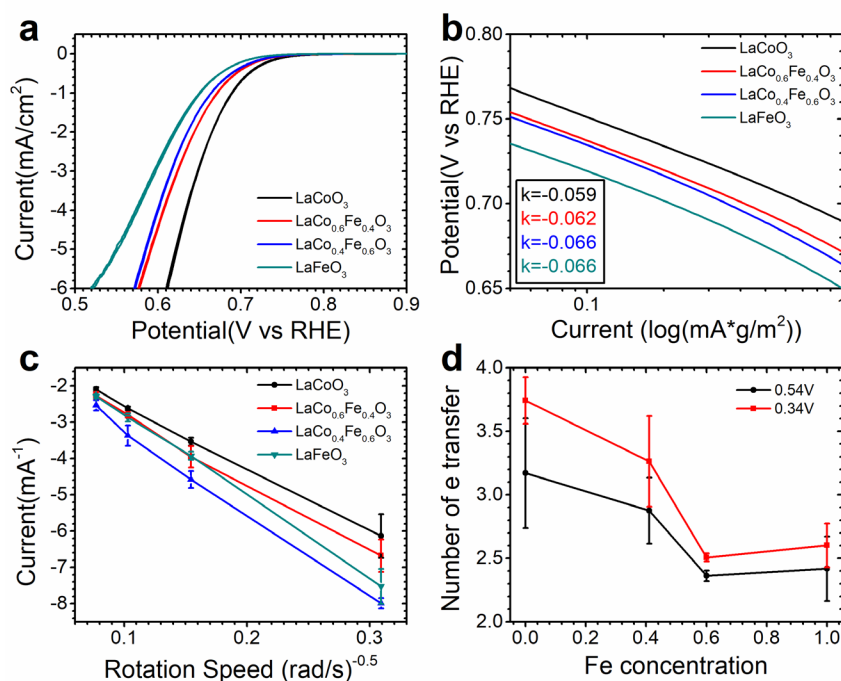 a
0
-1
-2
-3
-4
-5
-6
0.5 0.6 0.7 0.8 0.9
Current(mA/cm²)
Potential(V vs RHE)
LaCoO₃
LaCo₀.₆Fe₀.₄O₃
LaCo₀.₄Fe₀.₆O₃
LaFeO₃
b
0.80
0.75
0.70
0.65
0.1 1
Potential(V vs RHE)
Current (log(mA*g/m²))
LaCoO₃
LaCo₀.₆Fe₀.₄O₃
LaCo₀.₄Fe₀.₆O₃
LaFeO₃
k=-0.059
k=-0.062
k=-0.066
k=-0.066
c
-2
-3
-4
-5
-6
-7
-8
0.1 0.2 0.3
Current(mA⁻¹)
Rotation Speed (rad/s)⁻⁰·⁵
LaCoO₃
LaCo₀.₆Fe₀.₄O₃
LaCo₀.₄Fe₀.₆O₃
LaFeO₃
d
4.0
3.5
3.0
2.5
2.0
0.0 0.2 0.4 0.6 0.8 1.0
Number of e transfer
Fe concentration
0.54V
0.34V